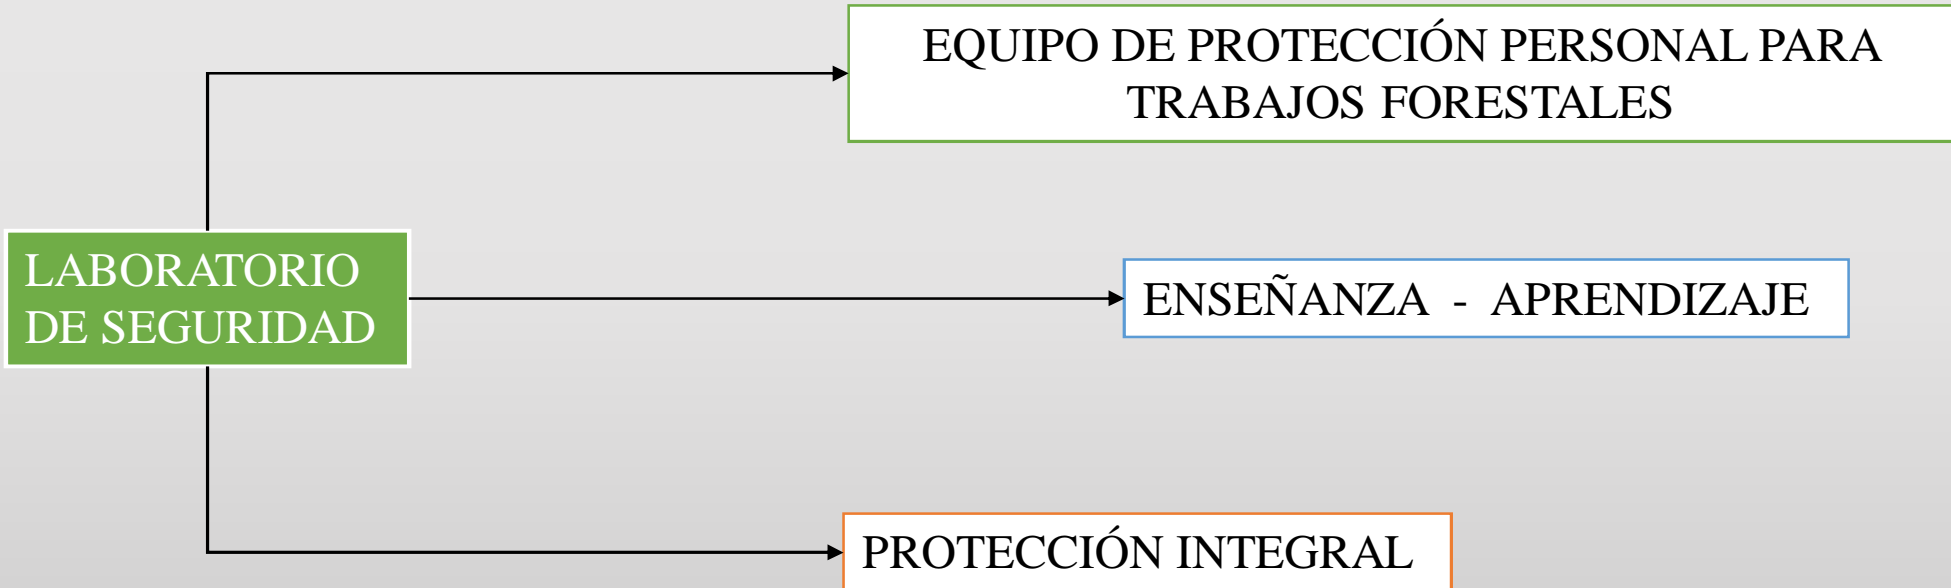 EQUIPO DE PROTECCIÓN PERSONAL PARA
TRABAJOS FORESTALES
LABORATORIO
DE SEGURIDAD
ENSEÑANZA - APRENDIZAJE
PROTECCIÓN INTEGRAL